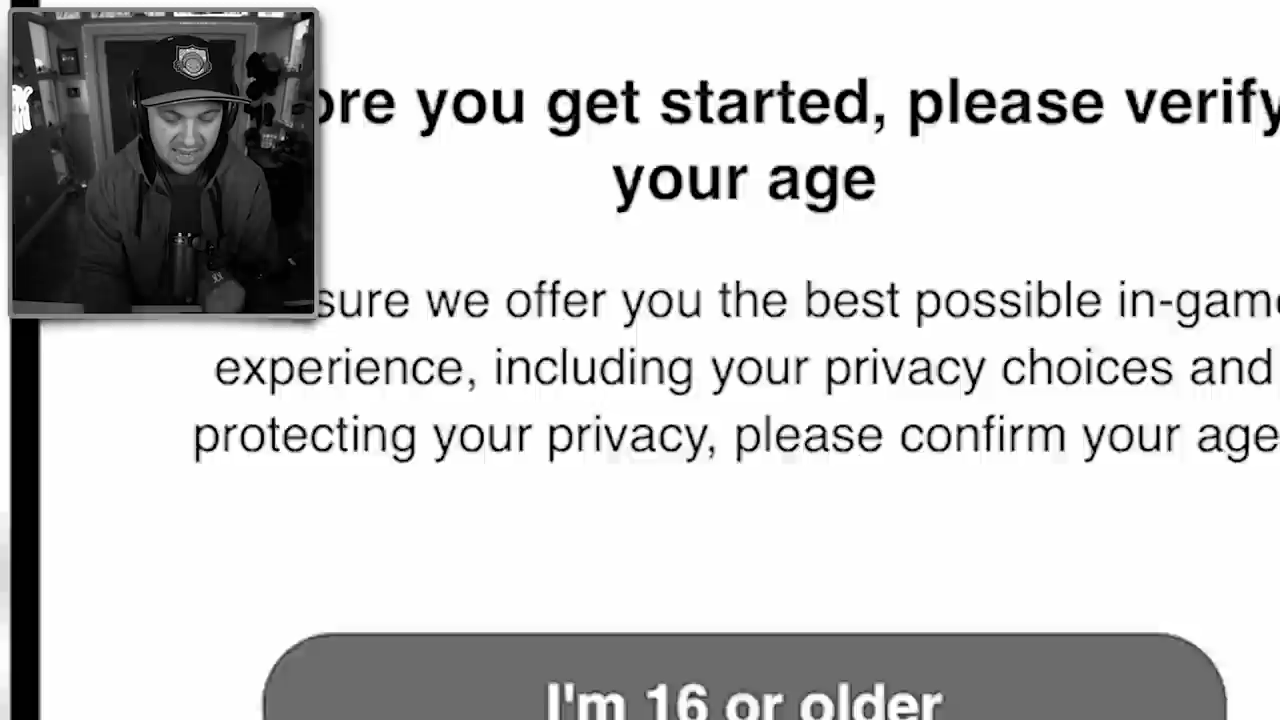 ore you get started, please verify
your age
sure we offer you the best possible in-game
experience, including your privacy choices and
protecting your privacy, please confirm your age
I'm 16 or older